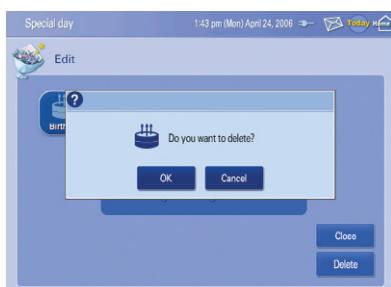 Special day 1:43 pm (Mon) April 24, 2006 Today Home
Edit
Birth
Do you want to delete?
OK Cancel
Close
Delete